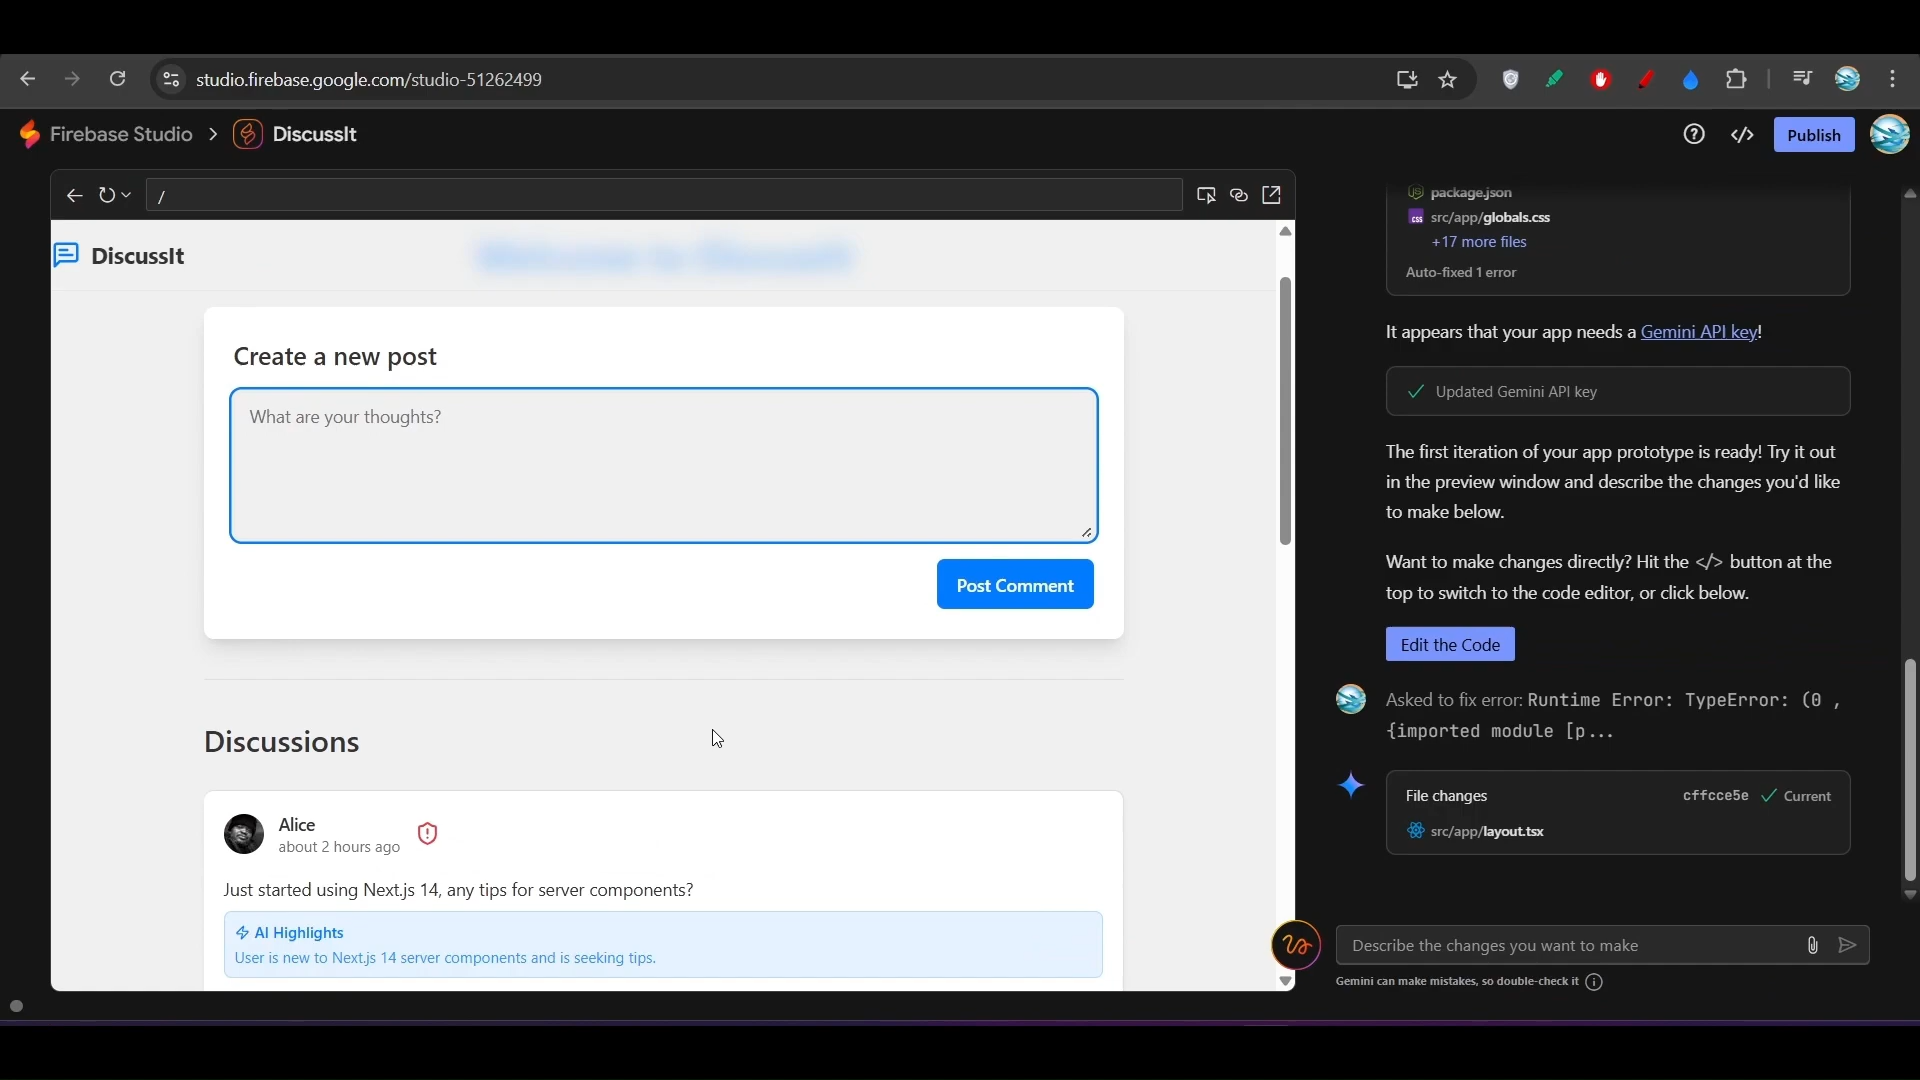 studio.firebase.google.com/studio-51262499
Firebase Studio > DiscussIt
Publish
/
DiscussIt
Welcome to DiscussIt
Create a new post
What are your thoughts?
Post Comment
Discussions
Alice
about 2 hours ago
Just started using Next.js 14, any tips for server components?
AI Highlights
User is new to Next.js 14 server components and is seeking tips.
package.json
src/app/globals.css
+17 more files
Auto-fixed 1 error
It appears that your app needs a Gemini API key!
Updated Gemini API key
The first iteration of your app prototype is ready! Try it out
in the preview window and describe the changes you'd like
to make below.
Want to make changes directly? Hit the </> button at the
top to switch to the code editor, or click below.
Edit the Code
Asked to fix error: Runtime Error: TypeError: (0 ,
{imported module [p...
File changes
cffcce5e
Current
src/app/layout.tsx
Describe the changes you want to make
Gemini can make mistakes, so double-check it